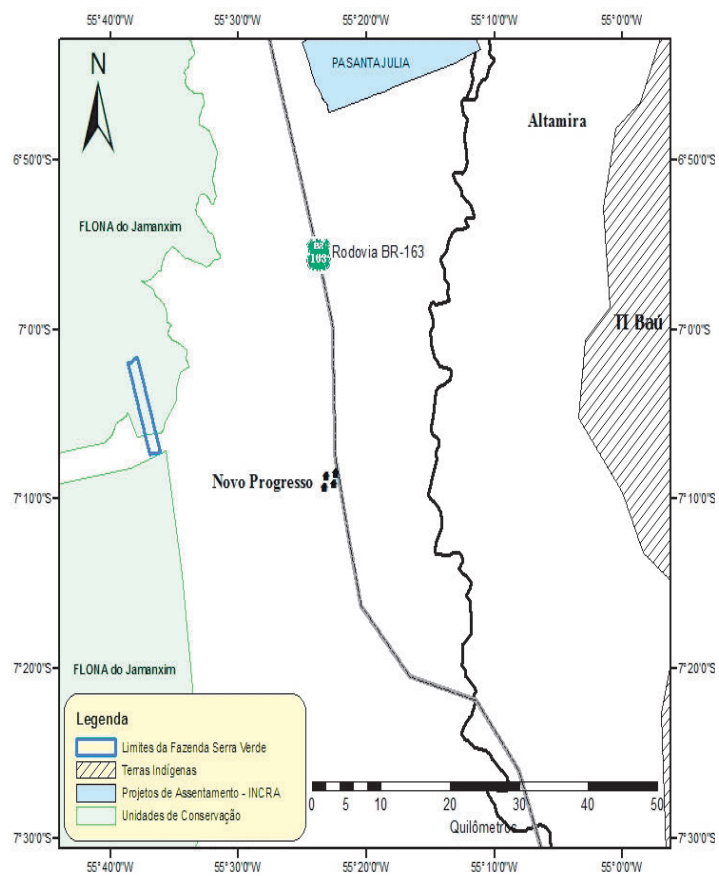 55°40'0"W 55°30'0"W 55°20'0"W 55°10'0"W 55°0'0"W
N
PASANTAJULIA
Altamira
6°50'0"S 6°50'0"S
FLONA do Jamanxim
BR
163
Rodovia BR-163
7°0'0"S 7°0'0"S
TI Baú
Novo Progresso
7°10'0"S 7°10'0"S
7°20'0"S 7°20'0"S
FLONA do Jamanxim
Legenda
Limites da Fazenda Serra Verde
Terras Indígenas
Projetos de Assentamento - INCRA
Unidades de Conservação
0 5 10 20 30 40 50
Quilômetros
7°30'0"S 7°30'0"S
55°40'0"W 55°30'0"W 55°20'0"W 55°10'0"W 55°0'0"W